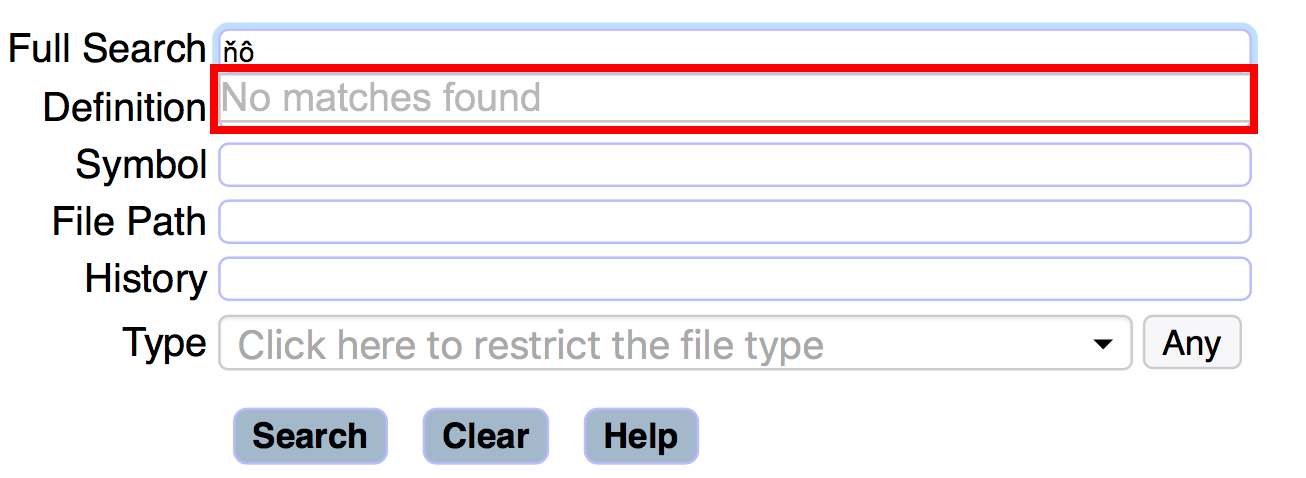 Full Search ňô
Definition No matches found
Symbol
File Path
History
Type Click here to restrict the file type Any
Search Clear Help